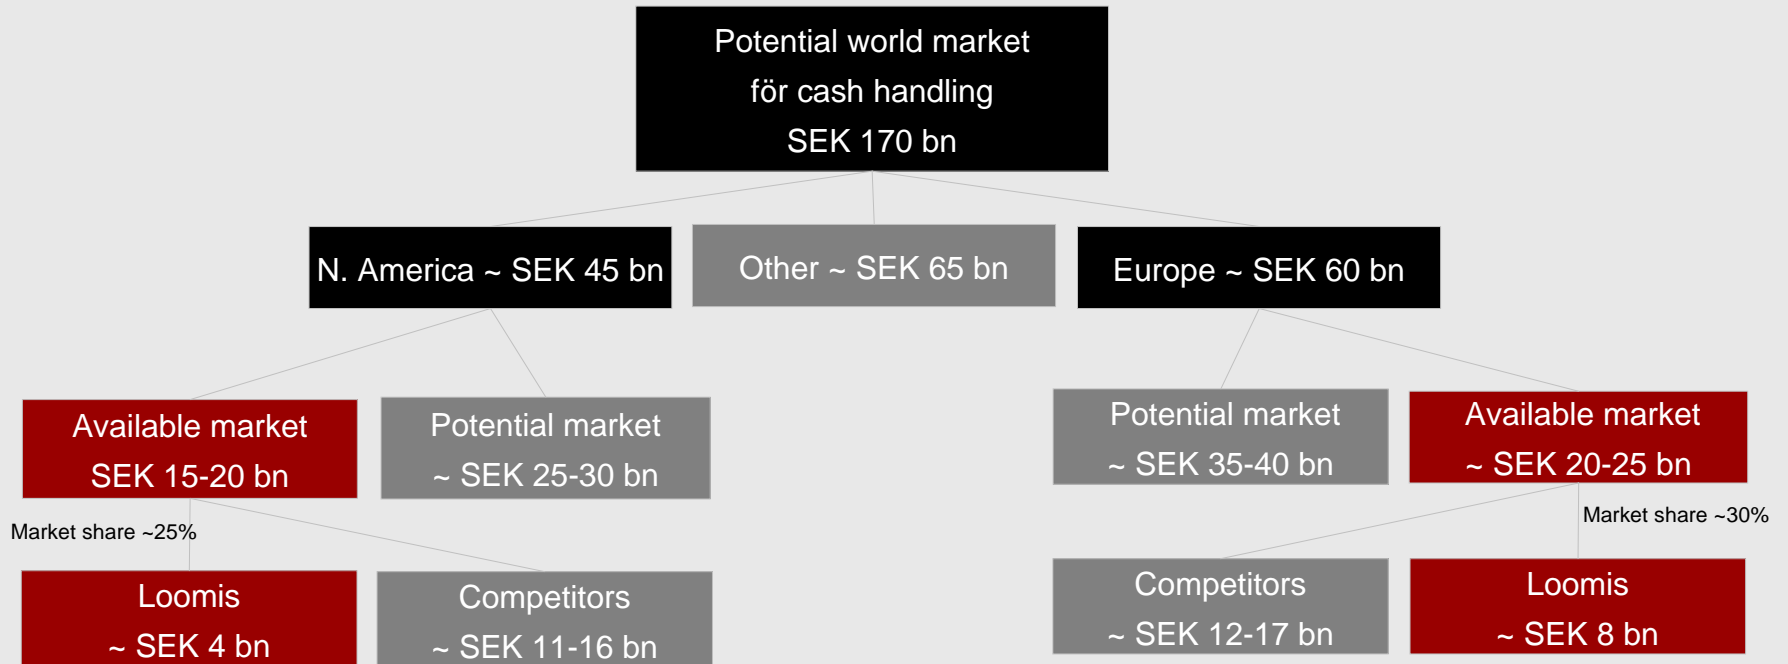 Potential world market
för cash handling
SEK 170 bn
N. America ~ SEK 45 bn
Other ~ SEK 65 bn
Europe ~ SEK 60 bn
Available market
SEK 15-20 bn
Potential market
~ SEK 25-30 bn
Potential market
~ SEK 35-40 bn
Available market
~ SEK 20-25 bn
Market share ~25%
Market share ~30%
Loomis
~ SEK 4 bn
Competitors
~ SEK 11-16 bn
Competitors
~ SEK 12-17 bn
Loomis
~ SEK 8 bn